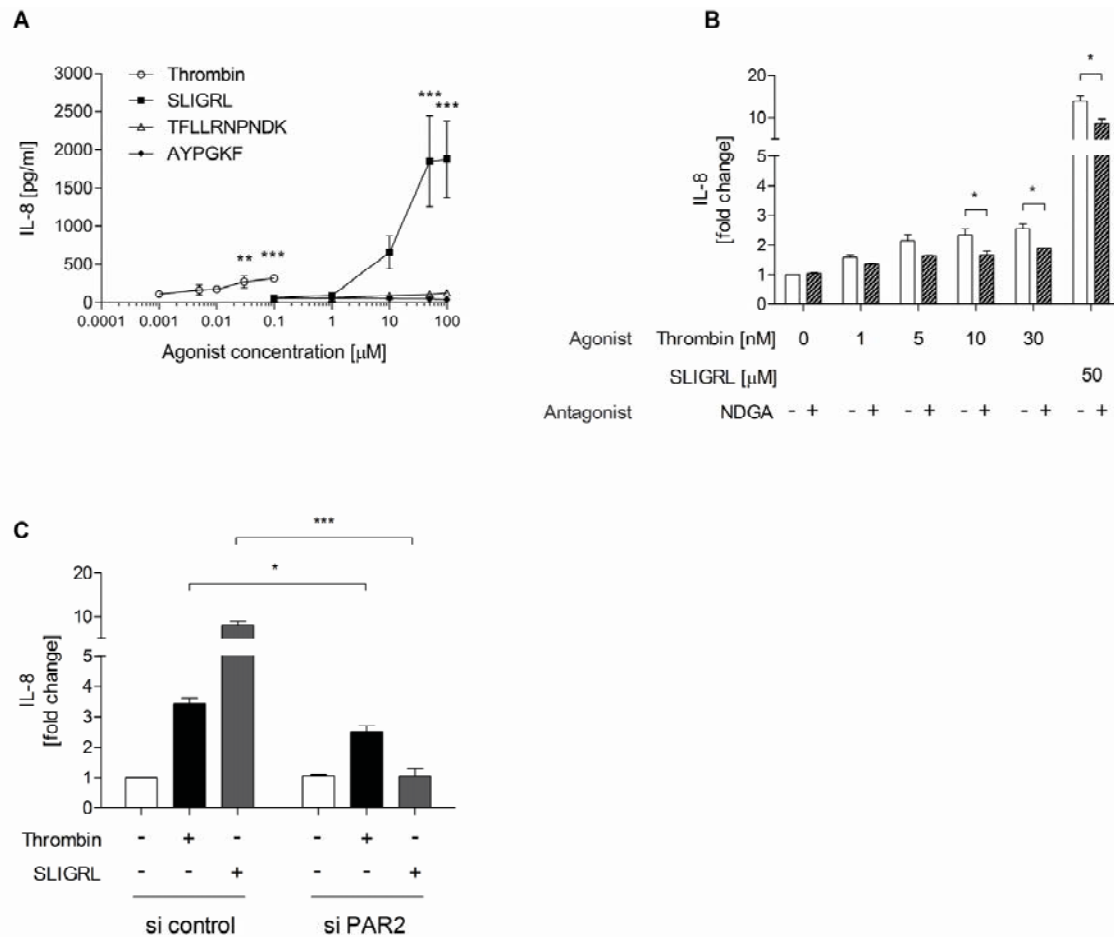 A
3000
2500
2000
1500
1000
500
0
IL-8 [pg/ml]
Thrombin
SLIGRL
TFLLRNPNDK
AYPGKF
** *** *** ***
0.0001 0.001 0.01 0.1 1 10 100
Agonist concentration [μM]
B
20
10
5
4
3
2
1
0
IL-8
[fold change]
* * *
Agonist Thrombin [nM] 0 1 5 10 30
SLIGRL [μM] 50
Antagonist NDGA - + - + - + - + - + - +
C
***
*
20
10
5
4
3
2
1
0
IL-8
[fold change]
Thrombin - + - - + -
SLIGRL - - + - - +
si control si PAR2